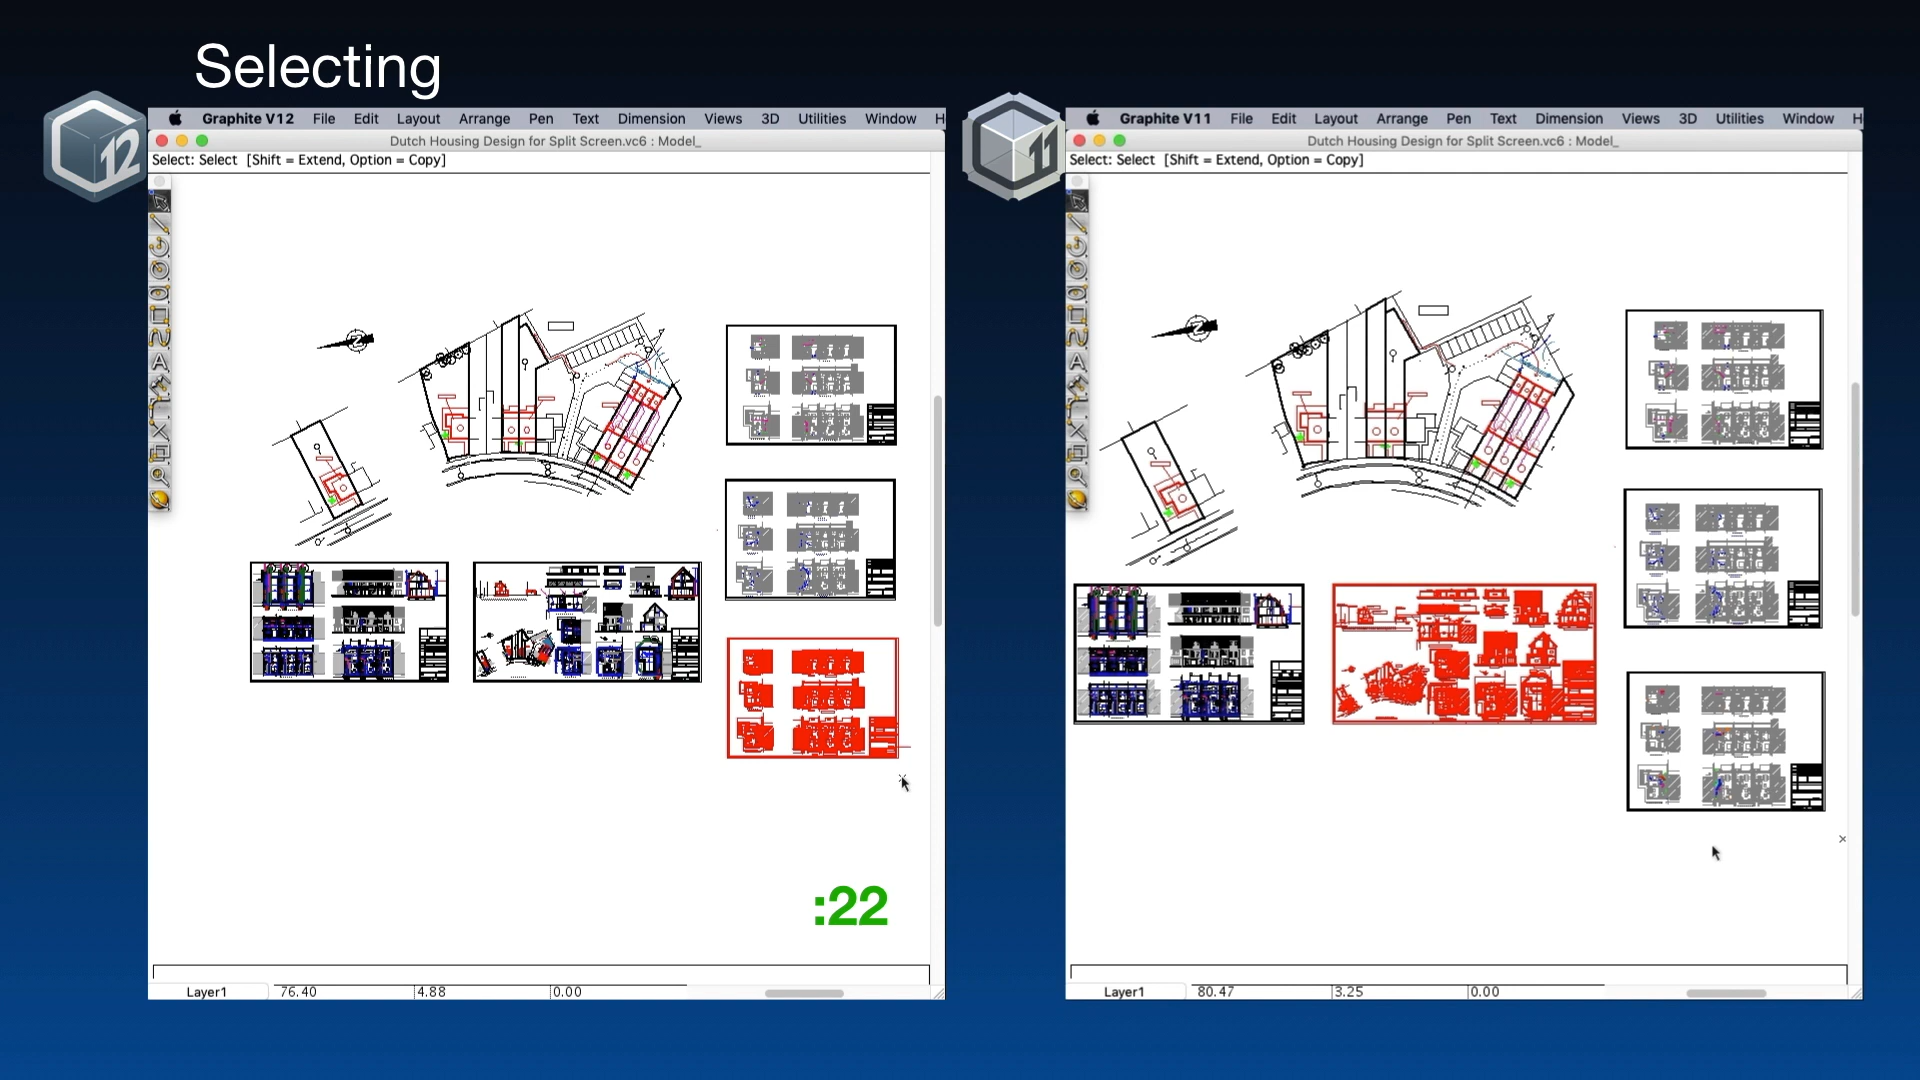 Selecting
12
Graphite V12 File Edit Layout Arrange Pen Text Dimension Views 3D Utilities Window H
Dutch Housing Design for Split Screen.vc6 : Model_
Select: Select [Shift = Extend, Option = Copy]
A
Z
:22
Layer1 76.40 4.88 0.00
11
Graphite V11 File Edit Layout Arrange Pen Text Dimension Views 3D Utilities Window H
Dutch Housing Design for Split Screen.vc6 : Model_
Select: Select [Shift = Extend, Option = Copy]
A
Z
Layer1 80.47 3.25 0.00